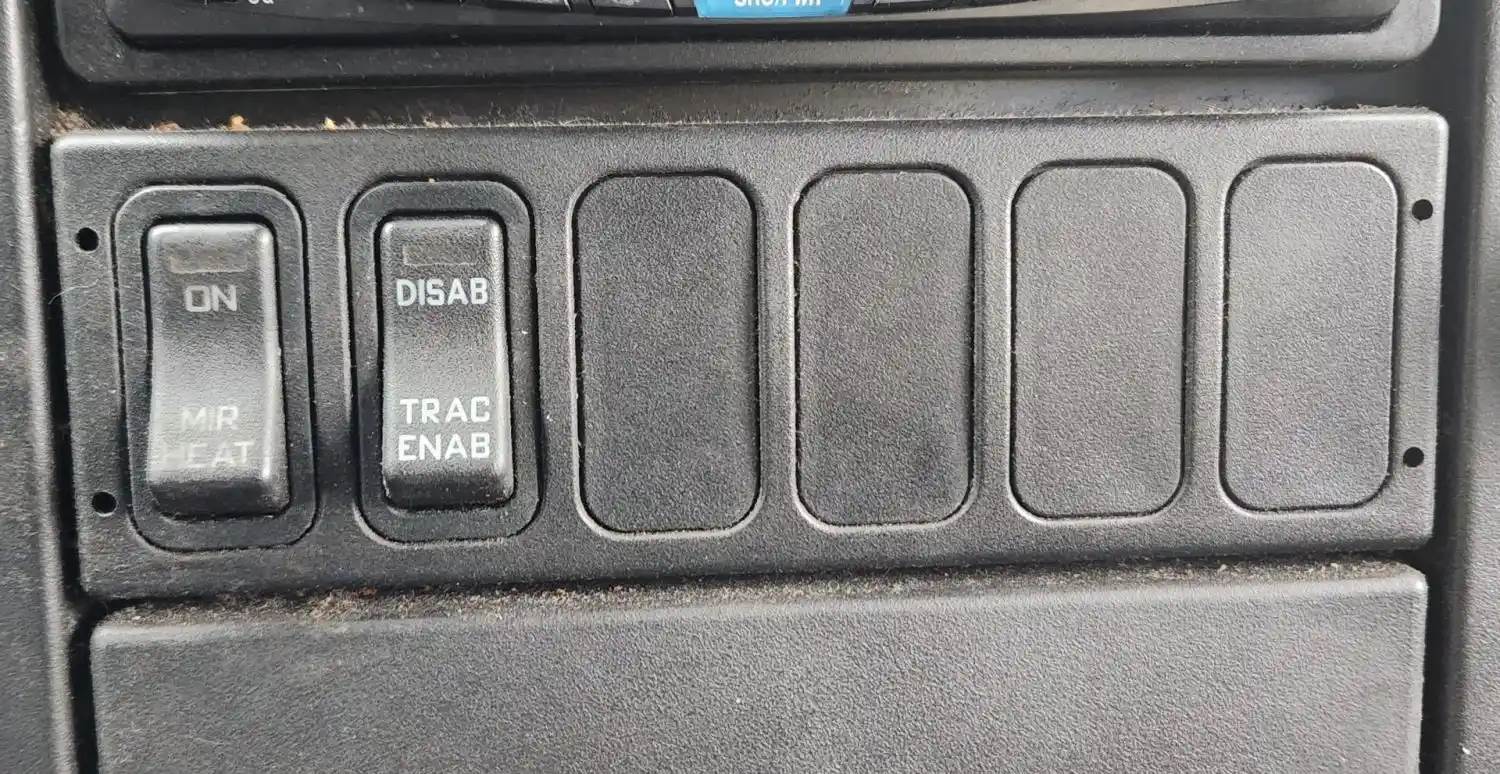 ON
MIR
HEAT
DISAB
TRAC
ENAB